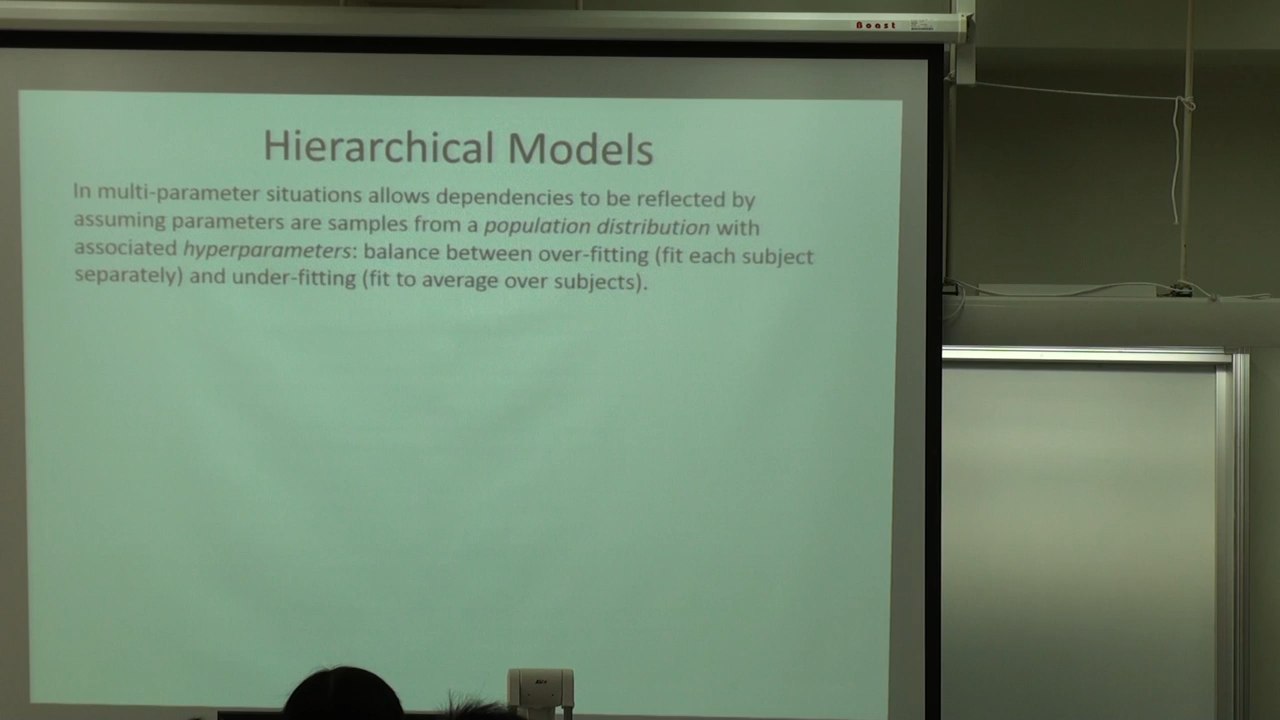 Boast
Hierarchical Models
In multi-parameter situations allows dependencies to be reflected by
assuming parameters are samples from a population distribution with
associated hyperparameters: balance between over-fitting (fit each subject
separately) and under-fitting (fit to average over subjects).